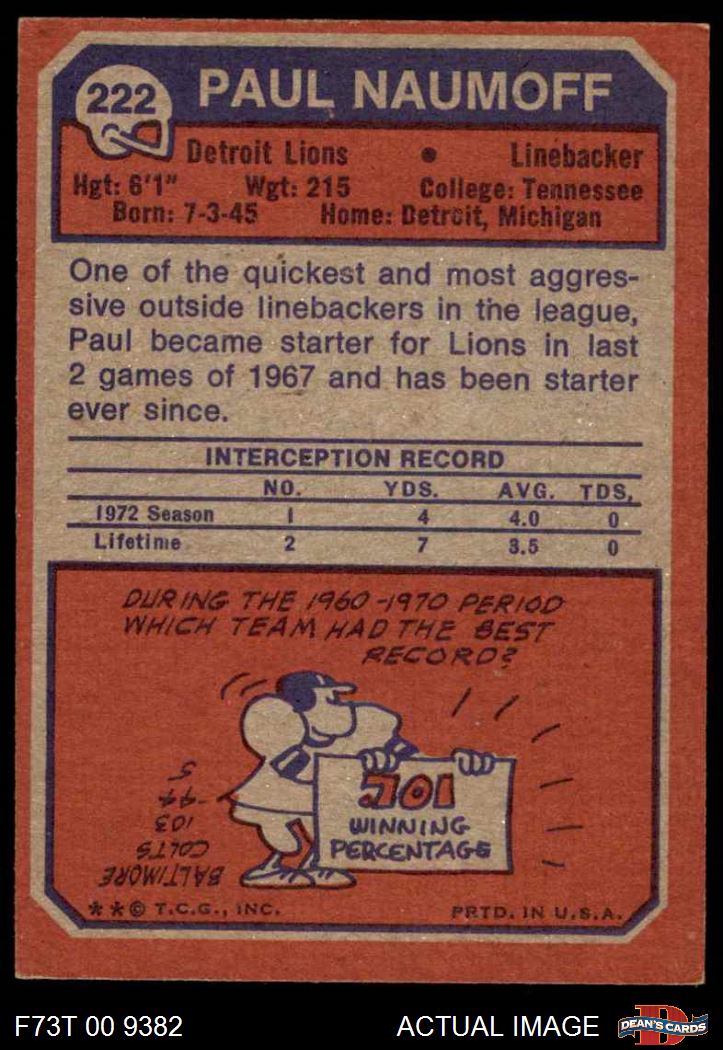 222
PAUL NAUMOFF
Detroit Lions • Linebacker
Hgt: 6'1" Wgt: 215 College: Tennessee
Born: 7-3-45 Home: Detroit, Michigan
One of the quickest and most aggres-
sive outside linebackers in the league,
Paul became starter for Lions in last
2 games of 1967 and has been starter
ever since.
INTERCEPTION RECORD
NO. YDS. AVG. TDS,
1972 Season 1 4 4.0 0
Lifetime 2 7 3.5 0
DURING THE 1960-1970 PERIOD
WHICH TEAM HAD THE BEST
RECORD?
.701
WINNING
PERCENTAGE
BALTIMORE
COLTS
103
-44-
5
* * © T.C.G., INC. PRTD. IN U.S.A.
F73T 00 9382 ACTUAL IMAGE
D
DEAN'S CARDS